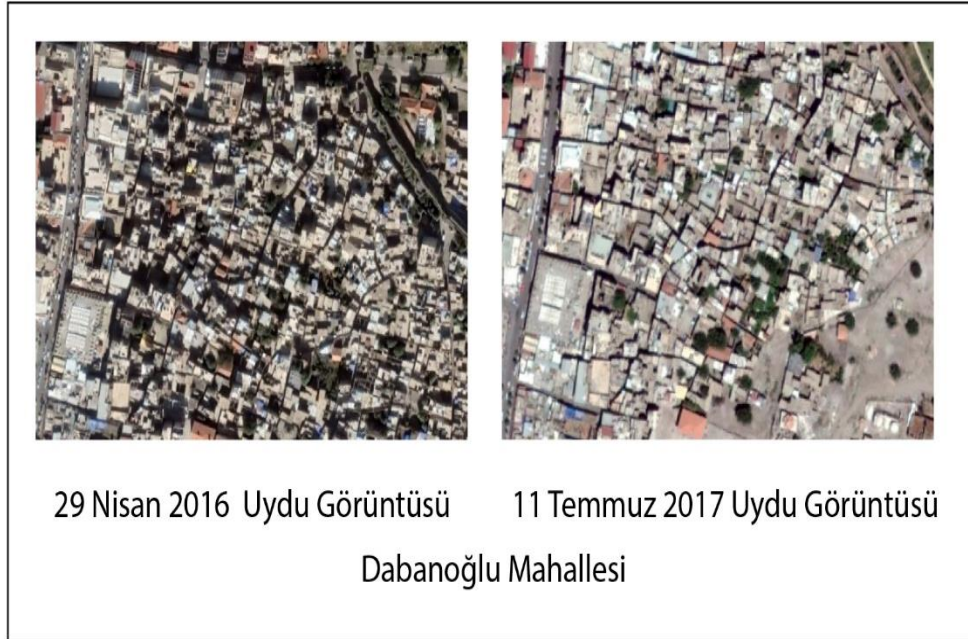 29 Nisan 2016 Uydu Görüntüsü
11 Temmuz 2017 Uydu Görüntüsü
Dabanoğlu Mahallesi